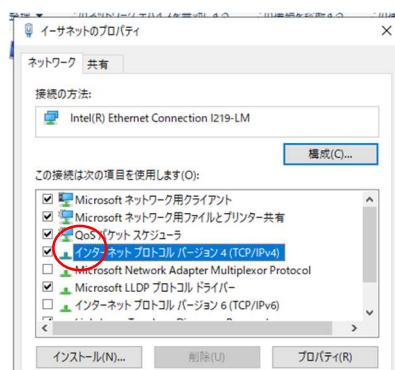 イーサネットのプロパティ
ネットワーク 共有
接続の方法:
Intel(R) Ethernet Connection I219-LM
構成(C)...
この接続は次の項目を使用します(O):
Microsoft ネットワーク用クライアント
Microsoft ネットワーク用ファイルとプリンター共有
QoS パケット スケジューラ
インターネット プロトコル バージョン 4 (TCP/IPv4)
Microsoft Network Adapter Multiplexor Protocol
Microsoft LLDP プロトコル ドライバー
インターネット プロトコル バージョン 6 (TCP/IPv6)
インストール(N)... 削除(U) プロパティ(R)